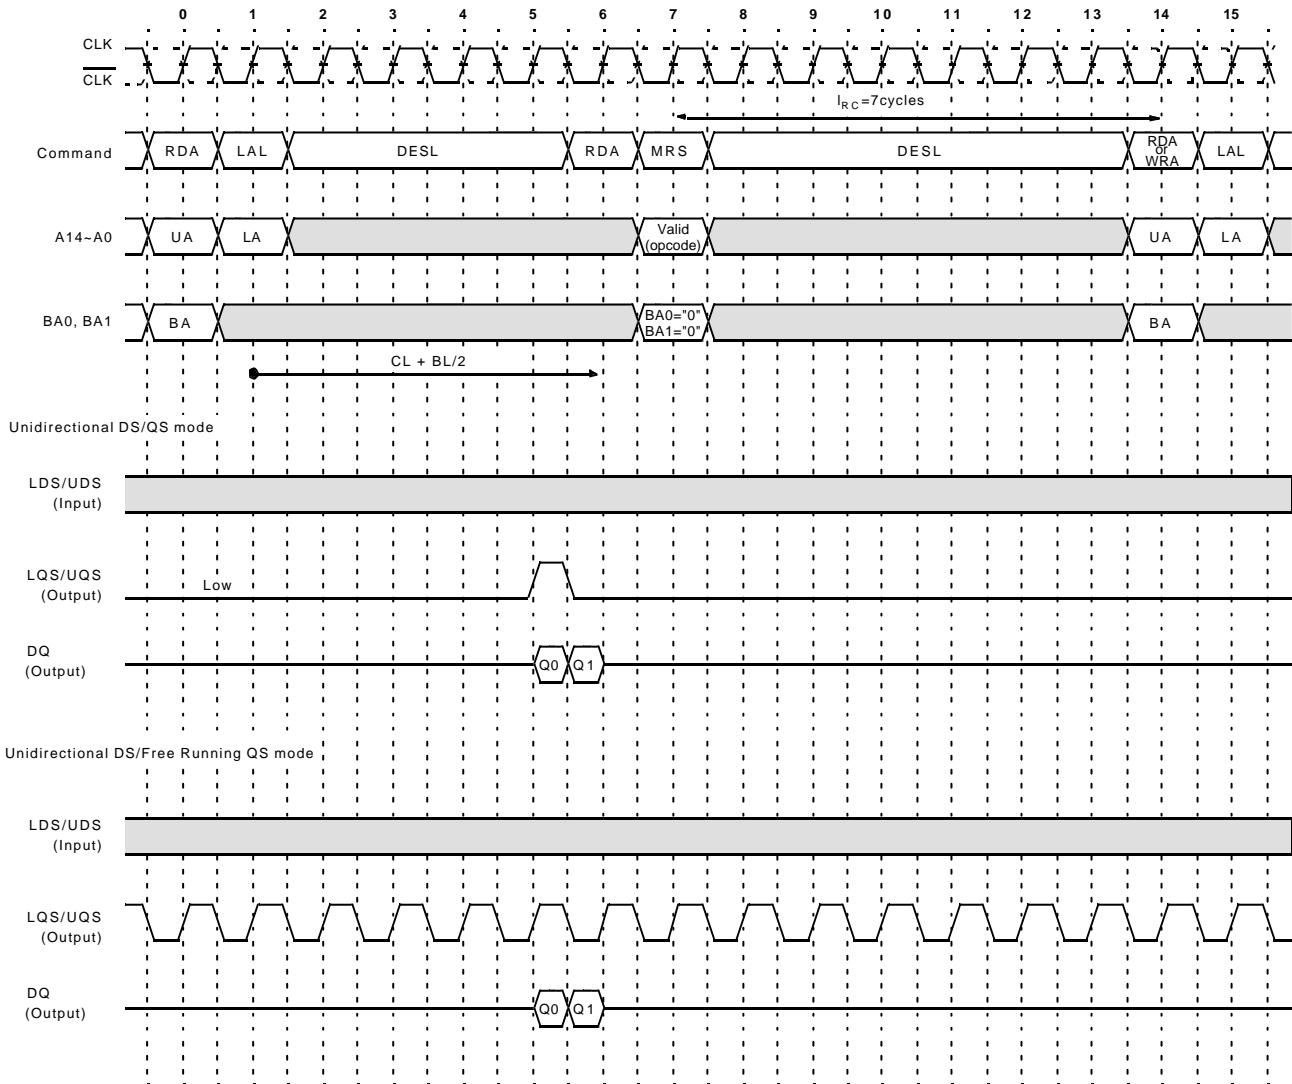 0 1 2 3 4 5 6 7 8 9 10 11 12 13 14 15
CLK
CLK
IRC=7cycles
Command RDA LAL DESL RDA MRS DESL RDA or WRA LAL
A14~A0 UA LA Valid (opcode) UA LA
BA0, BA1 BA BA0="0" BA1="0" BA
CL + BL/2
Unidirectional DS/QS mode
LDS/UDS
(Input)
LQS/UQS
(Output)
Low
DQ
(Output)
Q0 Q1
Unidirectional DS/Free Running QS mode
LDS/UDS
(Input)
LQS/UQS
(Output)
DQ
(Output)
Q0 Q1